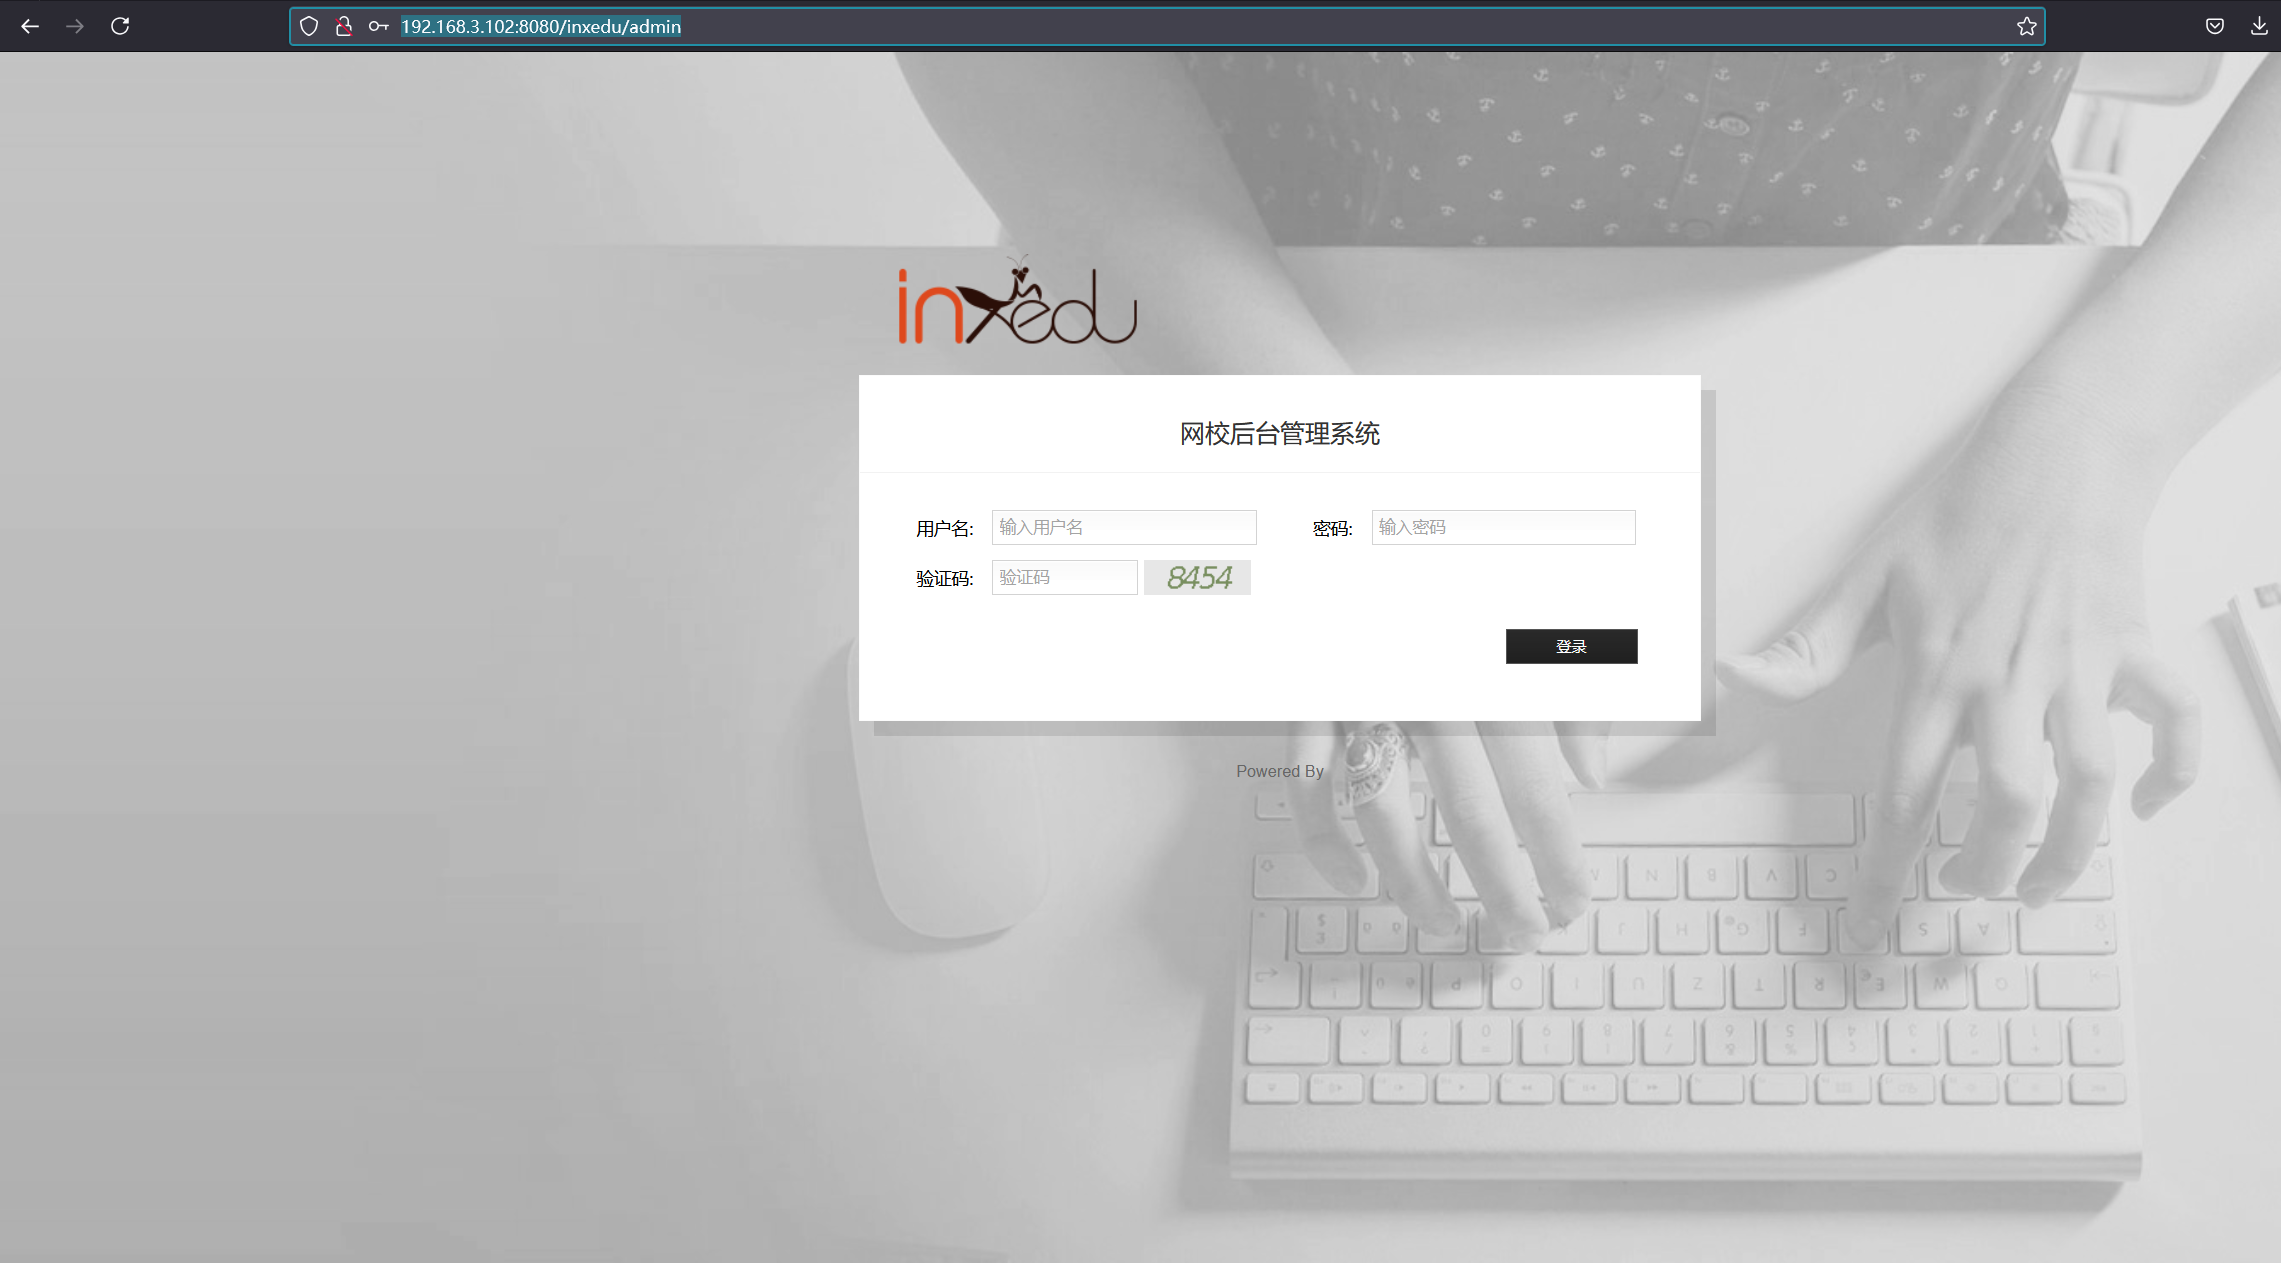 192.168.3.102:8080/inxedu/admin
inxedu
网校后台管理系统
用户名: 输入用户名 密码: 输入密码
验证码: 验证码 8454
登录
Powered By